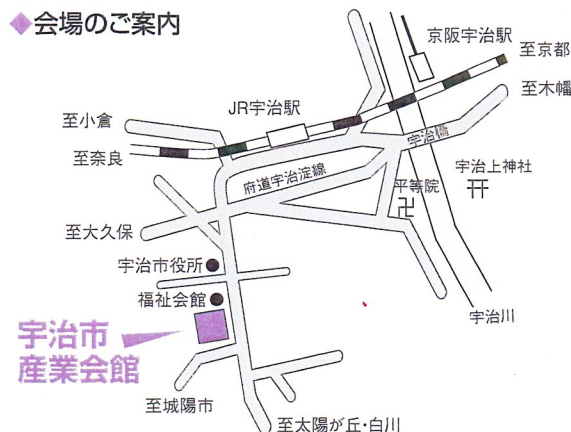 ◆会場のご案内
京阪宇治駅
至京都
至木幡
JR宇治駅
至小倉
宇治橋
至奈良
府道宇治淀線
宇治上神社
平等院
至大久保
宇治市役所
福祉会館
宇治川
宇治市
産業会館
至城陽市
至太陽が丘・白川